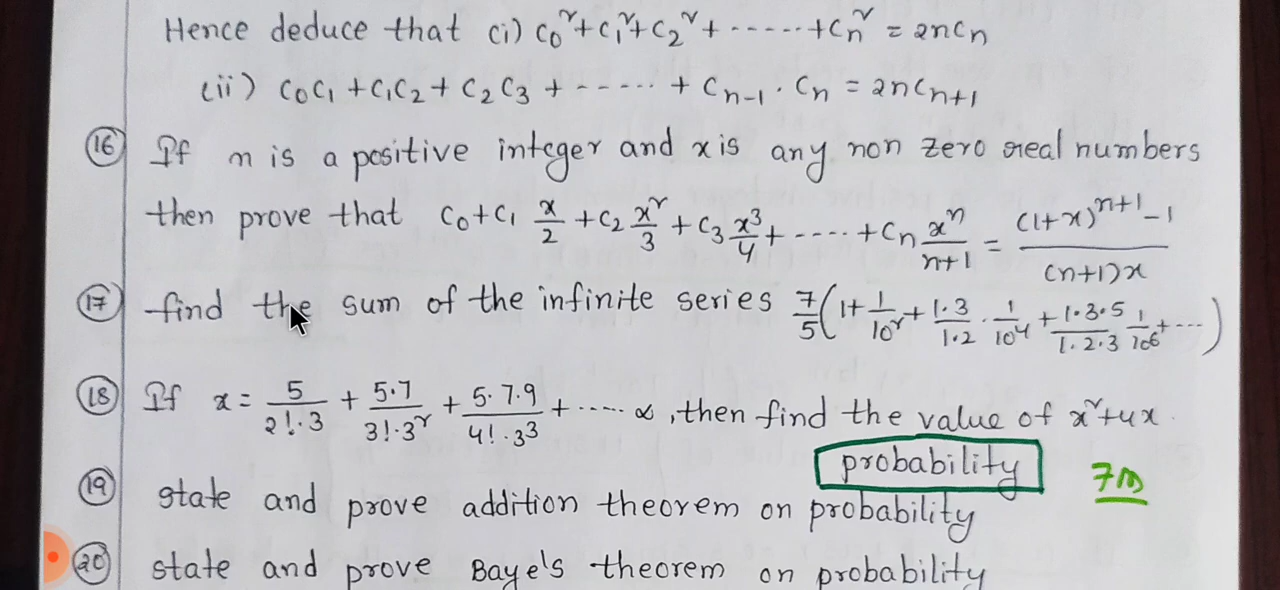 Hence deduce that (i) C₀² + C₁² + C₂² + ------ + Cₙ² = 2nCₙ
(ii) C₀C₁ + C₁C₂ + C₂C₃ + ------ + Cₙ₋₁ · Cₙ = 2nCₙ₊₁
16 If n is a positive integer and x is any non zero real numbers
then prove that C₀ + C₁ x/2 + C₂ x²/3 + C₃ x³/4 + ----- + Cₙ xⁿ/n+1 = (1+x)ⁿ⁺¹ - 1/(n+1)x
17 find the sum of the infinite series 7/5(1 + 1/10² + 1·3/1·2 · 1/10⁴ + 1·3·5/1·2·3 1/10⁶ + ---)
18 If x = 5/2!·3 + 5·7/3!·3² + 5·7·9/4!·3³ + ----- ∝, then find the value of x²+4x
probability 7M
19 state and prove addition theorem on probability
20 state and prove Baye's theorem on probability